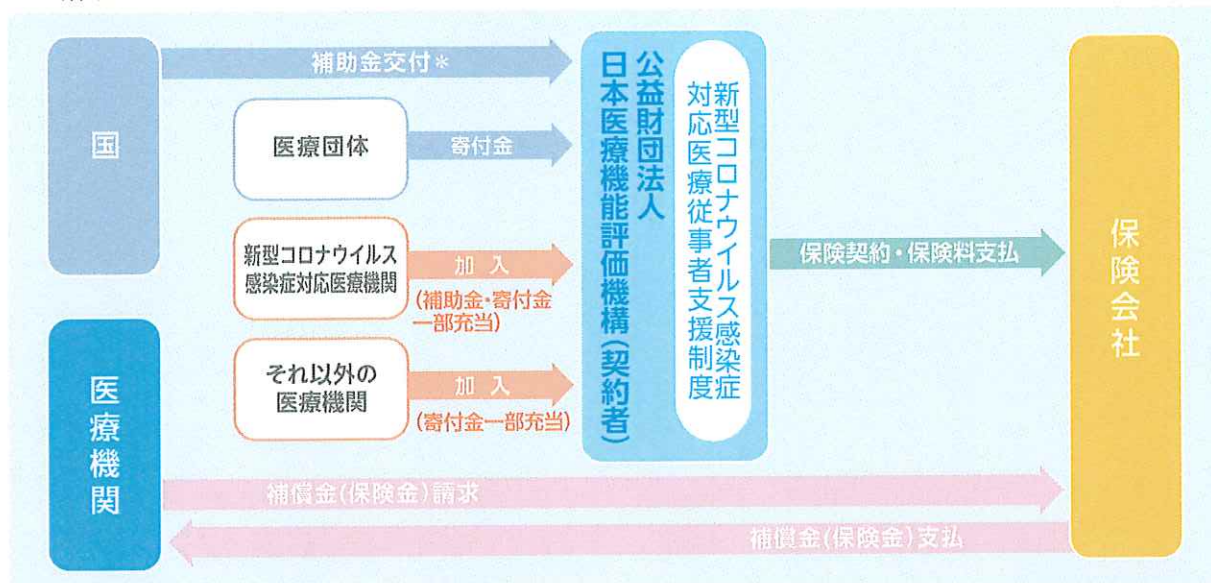 国
補助金交付*
医療団体
寄付金
新型コロナウイルス
感染症対応医療機関
加入
(補助金・寄付金
一部充当)
それ以外の
医療機関
加入
(寄付金一部充当)
公益財団法人
日本医療機能評価機構(契約者)
新型コロナウイルス感染症
対応医療従事者支援制度
保険契約・保険料支払
保険会社
医療機関
補償金(保険金)請求
補償金(保険金)支払